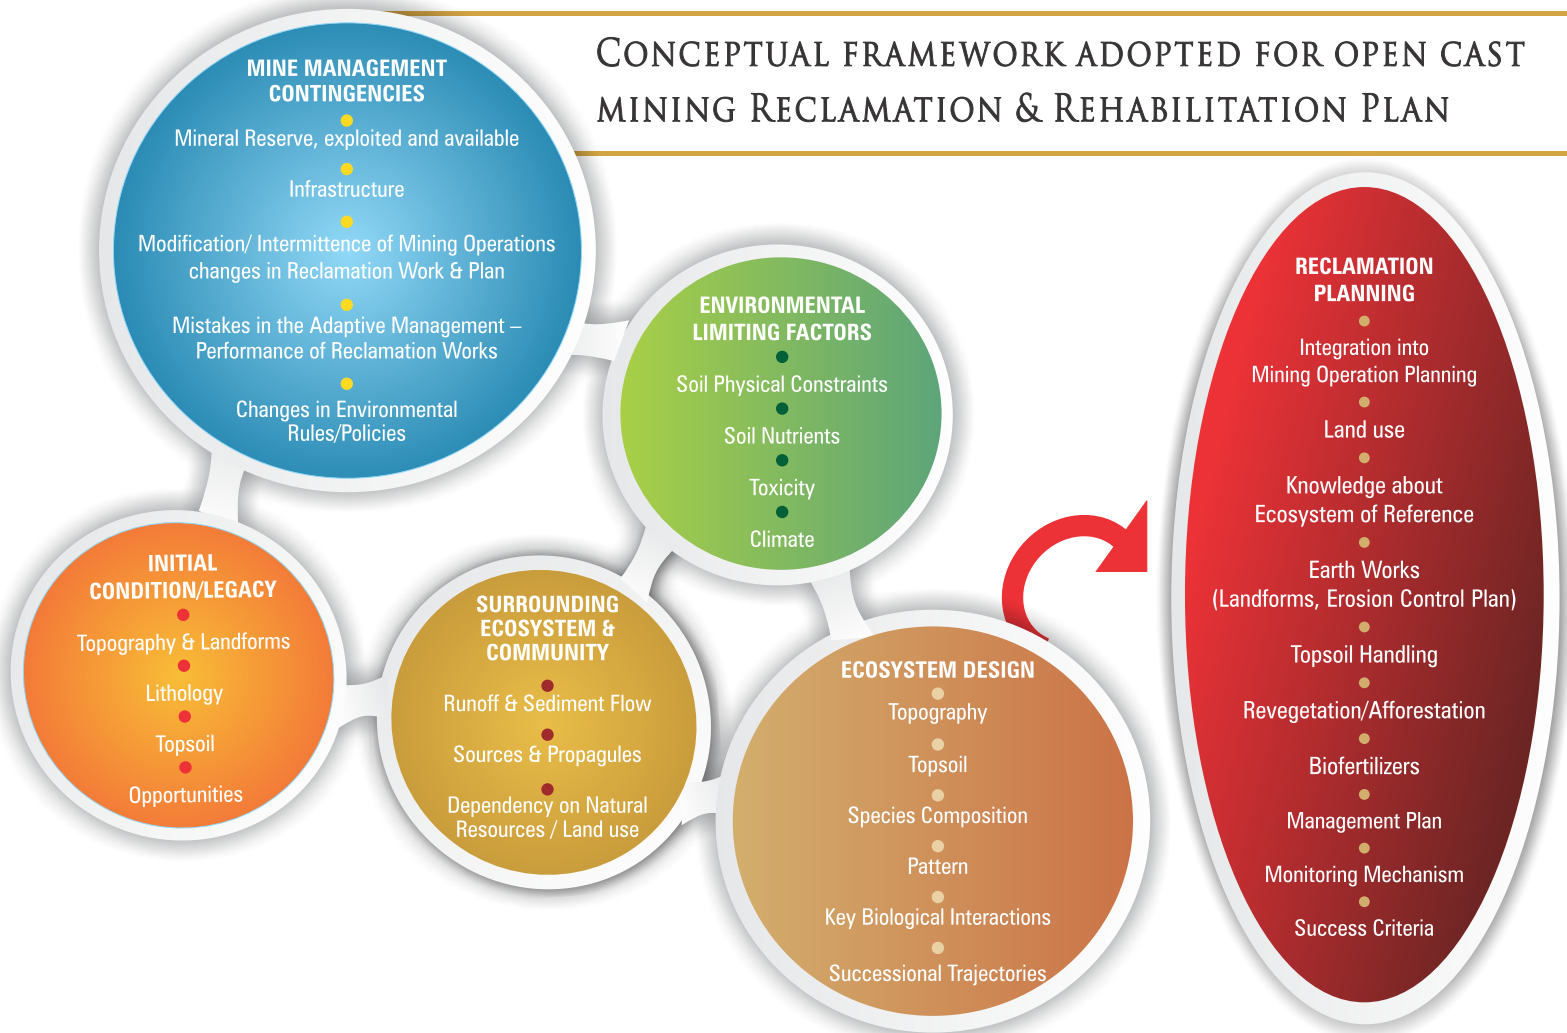 CONCEPTUAL FRAMEWORK ADOPTED FOR OPEN CAST
MINING RECLAMATION & REHABILITATION PLAN
MINE MANAGEMENT
CONTINGENCIES
Mineral Reserve, exploited and available
Infrastructure
Modification/ Intermittence of Mining Operations
changes in Reclamation Work & Plan
Mistakes in the Adaptive Management –
Performance of Reclamation Works
Changes in Environmental
Rules/Policies
ENVIRONMENTAL
LIMITING FACTORS
Soil Physical Constraints
Soil Nutrients
Toxicity
Climate
INITIAL
CONDITION/LEGACY
Topography & Landforms
Lithology
Topsoil
Opportunities
SURROUNDING
ECOSYSTEM &
COMMUNITY
Runoff & Sediment Flow
Sources & Propagules
Dependency on Natural
Resources / Land use
ECOSYSTEM DESIGN
Topography
Topsoil
Species Composition
Pattern
Key Biological Interactions
Successional Trajectories
RECLAMATION
PLANNING
Integration into
Mining Operation Planning
Land use
Knowledge about
Ecosystem of Reference
Earth Works
(Landforms, Erosion Control Plan)
Topsoil Handling
Revegetation/Afforestation
Biofertilizers
Management Plan
Monitoring Mechanism
Success Criteria